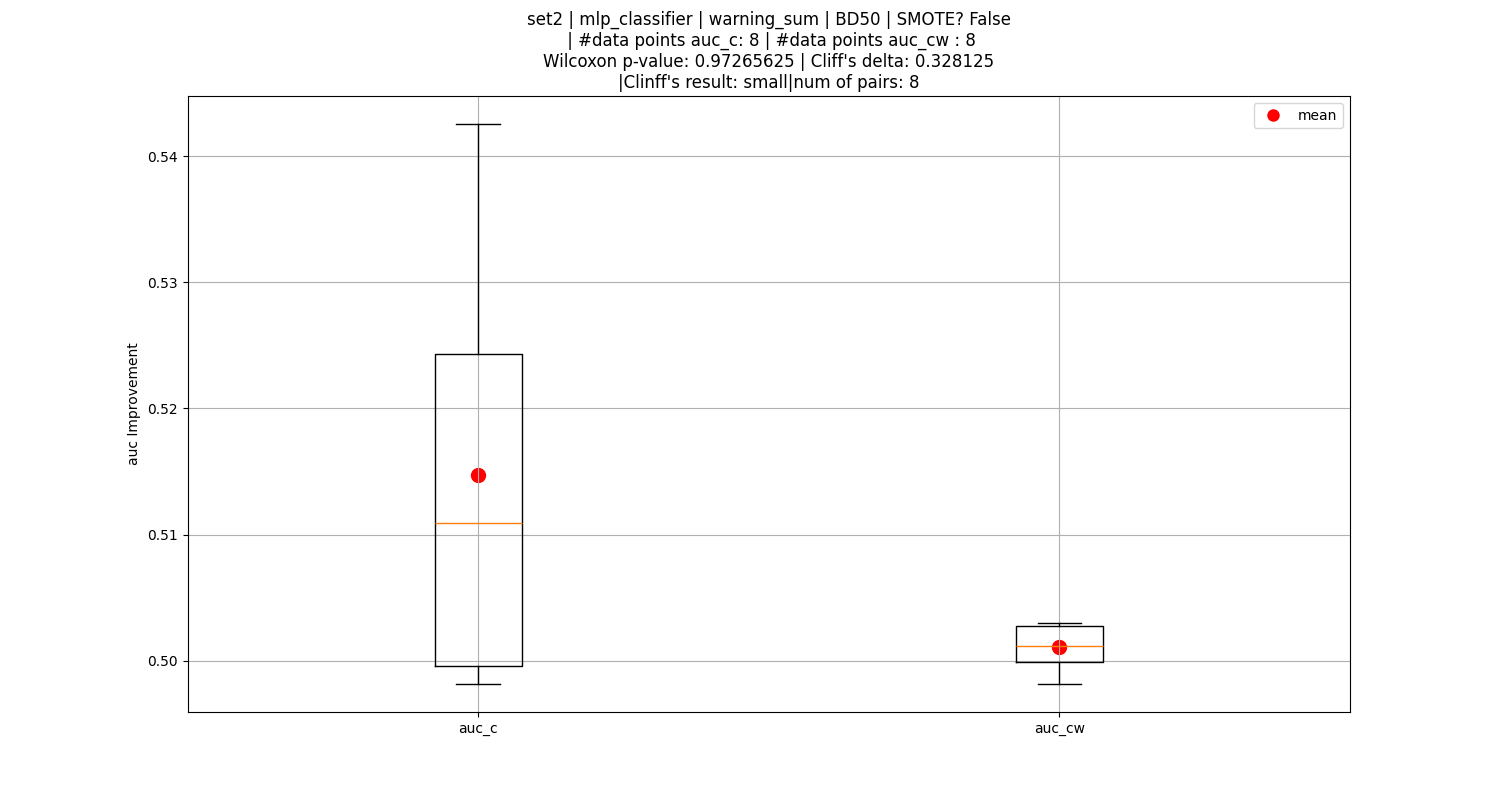 set2 | mlp_classifier | warning_sum | BD50 | SMOTE? False
| #data points auc_c: 8 | #data points auc_cw : 8
Wilcoxon p-value: 0.97265625 | Cliff's delta: 0.328125
|Clinff's result: small|num of pairs: 8
mean
0.54
0.53
0.52
0.51
0.50
auc Improvement
auc_c
auc_cw